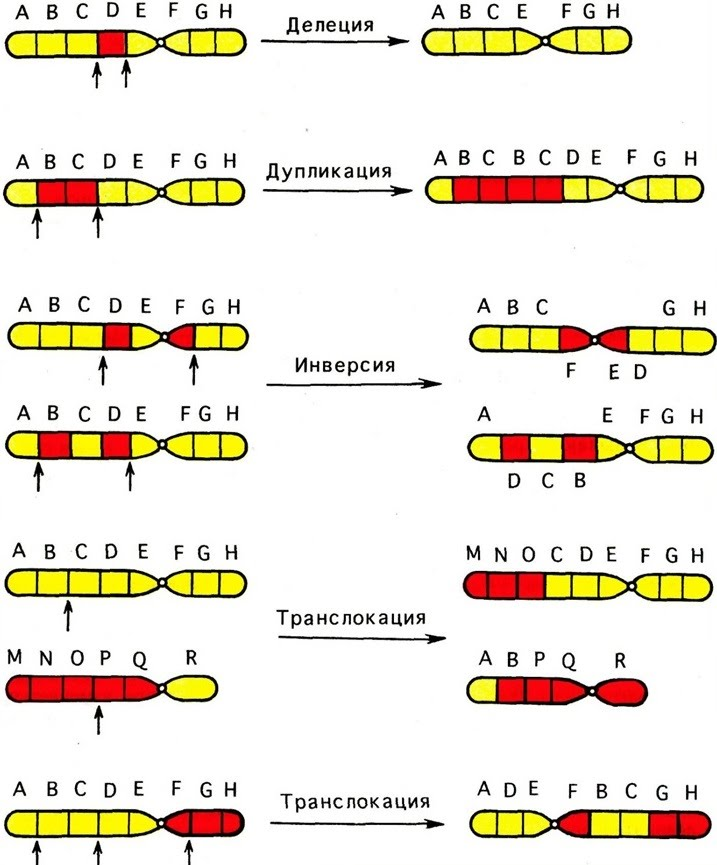 A B C D E F G H
Делеция
A B C E F G H
A B C D E F G H
Дупликация
A B C B C D E F G H
A B C D E F G H
Инверсия
A B C G H
F E D
A B C D E F G H
A E F G H
D C B
A B C D E F G H
Транслокация
M N O C D E F G H
M N O P Q R
A B P Q R
A B C D E F G H
Транслокация
A D E F B C G H